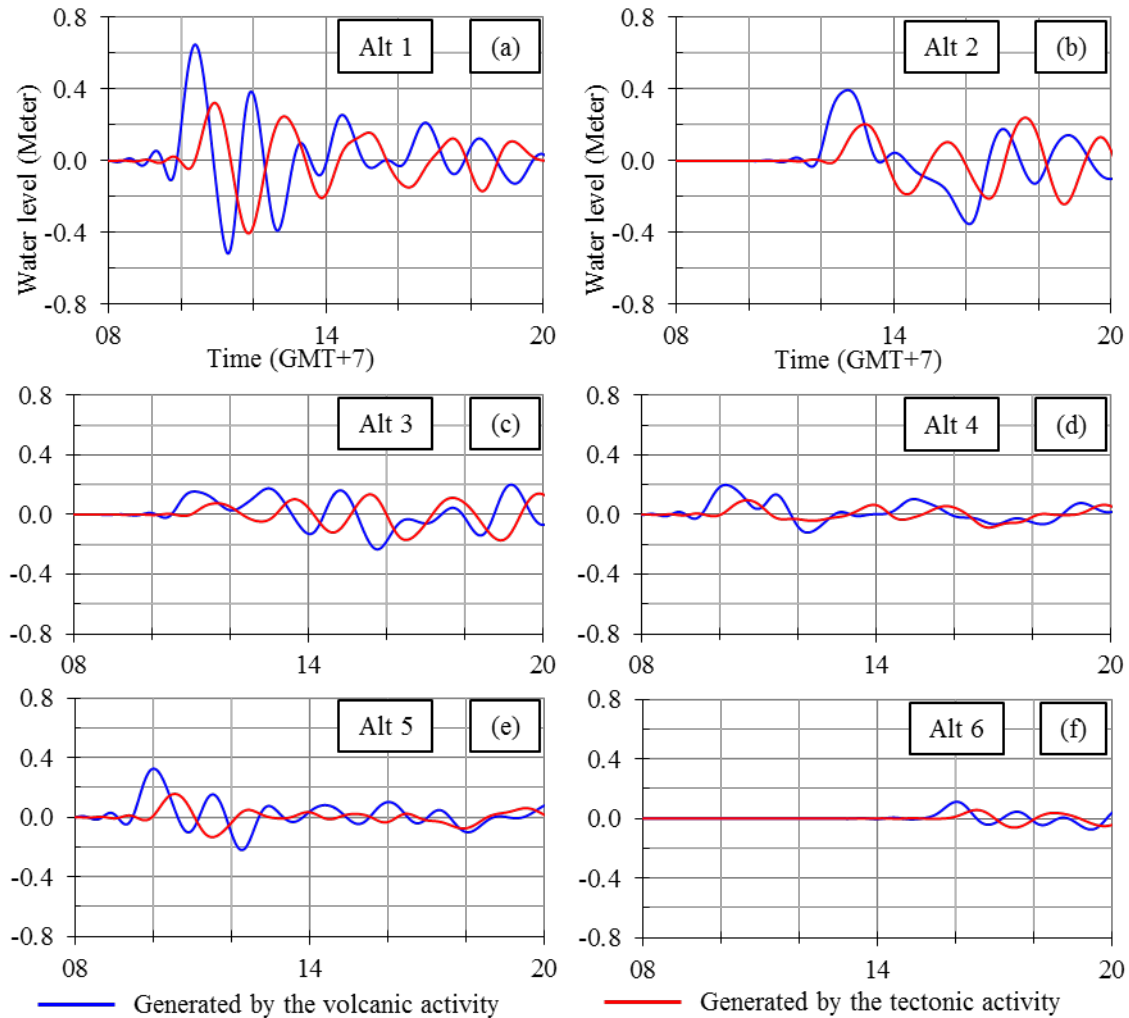 0.8
0.4
0.0
-0.4
-0.8
Water level (Meter)
Alt 1
(a)
08
14
20
Time (GMT+7)
0.8
0.4
0.0
-0.4
-0.8
Water level (Meter)
Alt 2
(b)
08
14
20
Time (GMT+7)
0.8
0.4
0.0
-0.4
-0.8
Alt 3
(c)
08
14
20
0.8
0.4
0.0
-0.4
-0.8
Alt 4
(d)
08
14
20
0.8
0.4
0.0
-0.4
-0.8
Alt 5
(e)
08
14
20
0.8
0.4
0.0
-0.4
-0.8
Alt 6
(f)
08
14
20
Generated by the volcanic activity
Generated by the tectonic activity